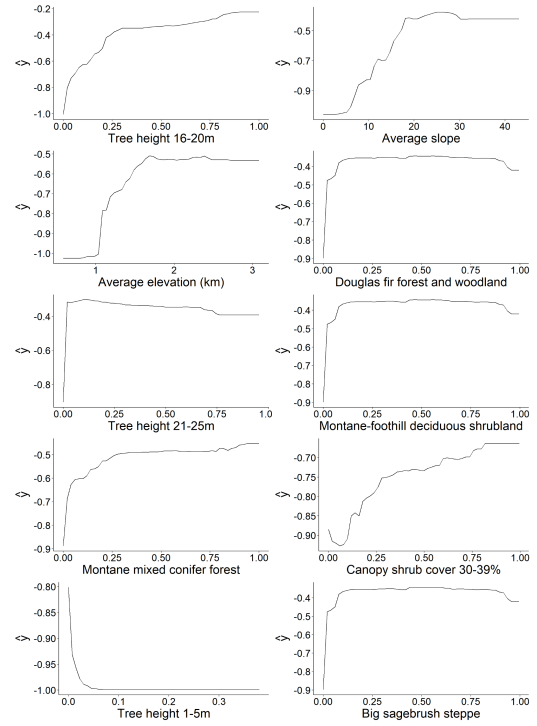 -0.2
-0.4
-0.6
-0.8
-1.0
ŷ
0.00 0.25 0.50 0.75 1.00
Tree height 16-20m
-0.5
-0.7
-0.9
ŷ
0 10 20 30 40
Average slope
-0.5
-0.6
-0.7
-0.8
-0.9
-1.0
ŷ
1 2 3
Average elevation (km)
-0.4
-0.5
-0.6
-0.7
-0.8
-0.9
ŷ
0.00 0.25 0.50 0.75 1.00
Douglas fir forest and woodland
-0.4
-0.6
-0.8
ŷ
0.00 0.25 0.50 0.75 1.0
Tree height 21-25m
-0.4
-0.5
-0.6
-0.7
-0.8
-0.9
ŷ
0.00 0.25 0.50 0.75 1.00
Montane-foothill deciduous shrubland
-0.5
-0.6
-0.7
-0.8
-0.9
ŷ
0.00 0.25 0.50 0.75 1.00
Montane mixed conifer forest
-0.70
-0.75
-0.80
-0.85
-0.90
ŷ
0.00 0.25 0.50 0.75 1.00
Canopy shrub cover 30-39%
-0.80
-0.85
-0.90
-0.95
-1.00
ŷ
0.0 0.1 0.2 0.3
Tree height 1-5m
-0.4
-0.5
-0.6
-0.7
-0.8
-0.9
ŷ
0.00 0.25 0.50 0.75 1.00
Big sagebrush steppe